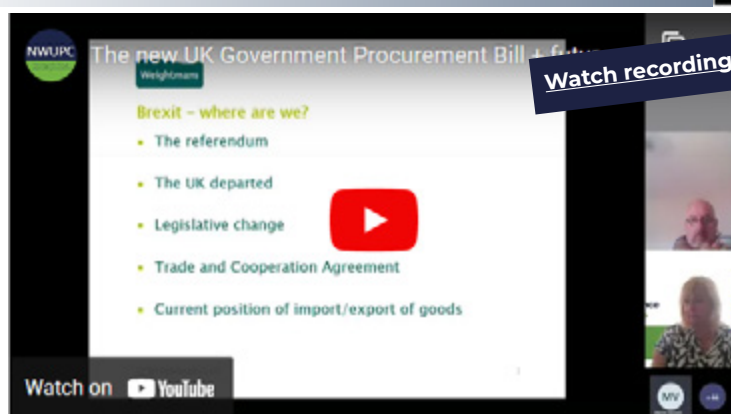 NWUPC
The new UK Government Procurement Bill +
Watch recording
Weightmans
Brexit – where are we?
• The referendum
• The UK departed
• Legislative change
• Trade and Cooperation Agreement
• Current position of import/export of goods
Watch on YouTube
MV